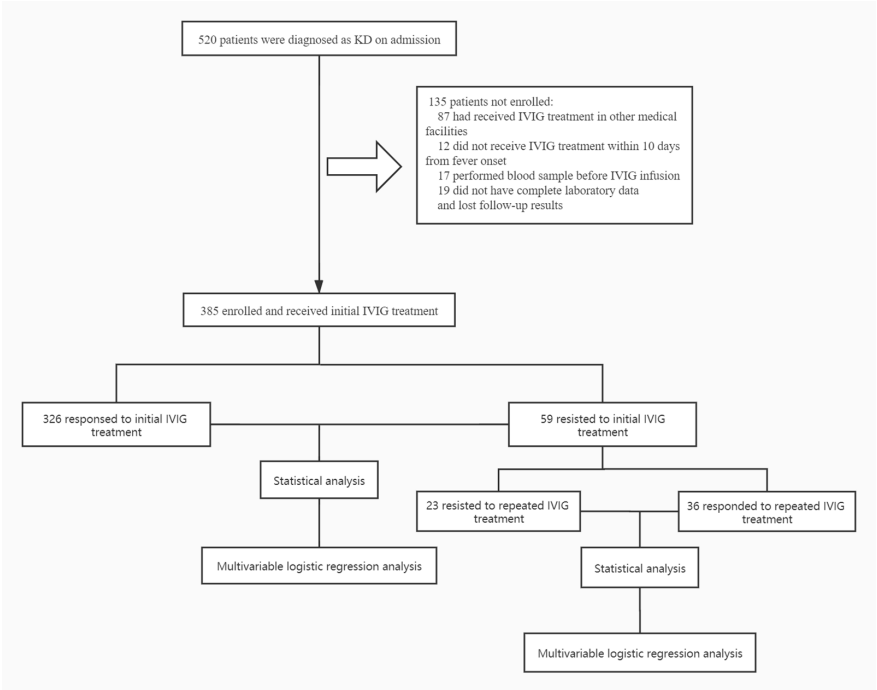 520 patients were diagnosed as KD on admission
135 patients not enrolled:
87 had received IVIG treatment in other medical
facilities
12 did not receive IVIG treatment within 10 days
from fever onset
17 performed blood sample before IVIG infusion
19 did not have complete laboratory data
and lost follow-up results
385 enrolled and received initial IVIG treatment
326 responsed to initial IVIG
treatment
59 resisted to initial IVIG
treatment
Statistical analysis
23 resisted to repeated IVIG
treatment
36 responded to repeated IVIG
treatment
Multivariable logistic regression analysis
Statistical analysis
Multivariable logistic regression analysis